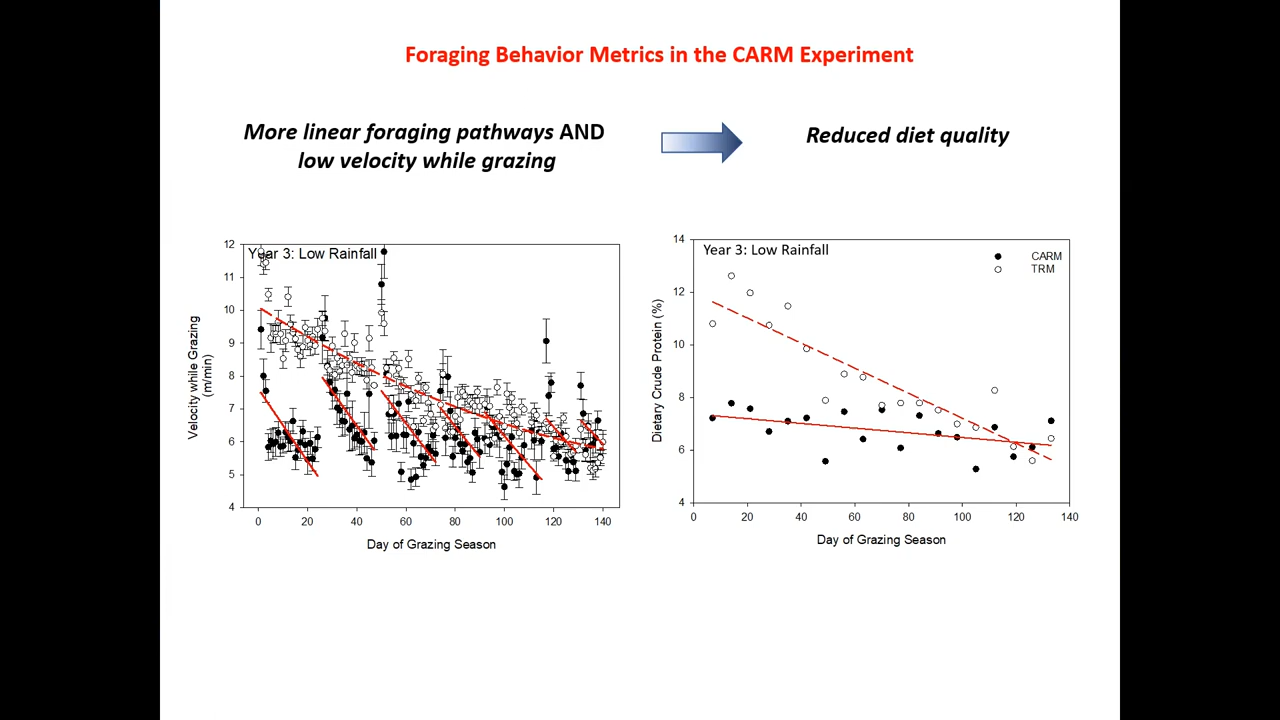 Foraging Behavior Metrics in the CARM Experiment
More linear foraging pathways AND
low velocity while grazing
Reduced diet quality
Year 3: Low Rainfall
12
11
10
9
8
7
6
5
4
Velocity while Grazing
(m/min)
0 20 40 60 80 100 120 140
Day of Grazing Season
Year 3: Low Rainfall
CARM
TRM
14
12
10
8
6
4
Dietary Crude Protein (%)
0 20 40 60 80 100 120 140
Day of Grazing Season